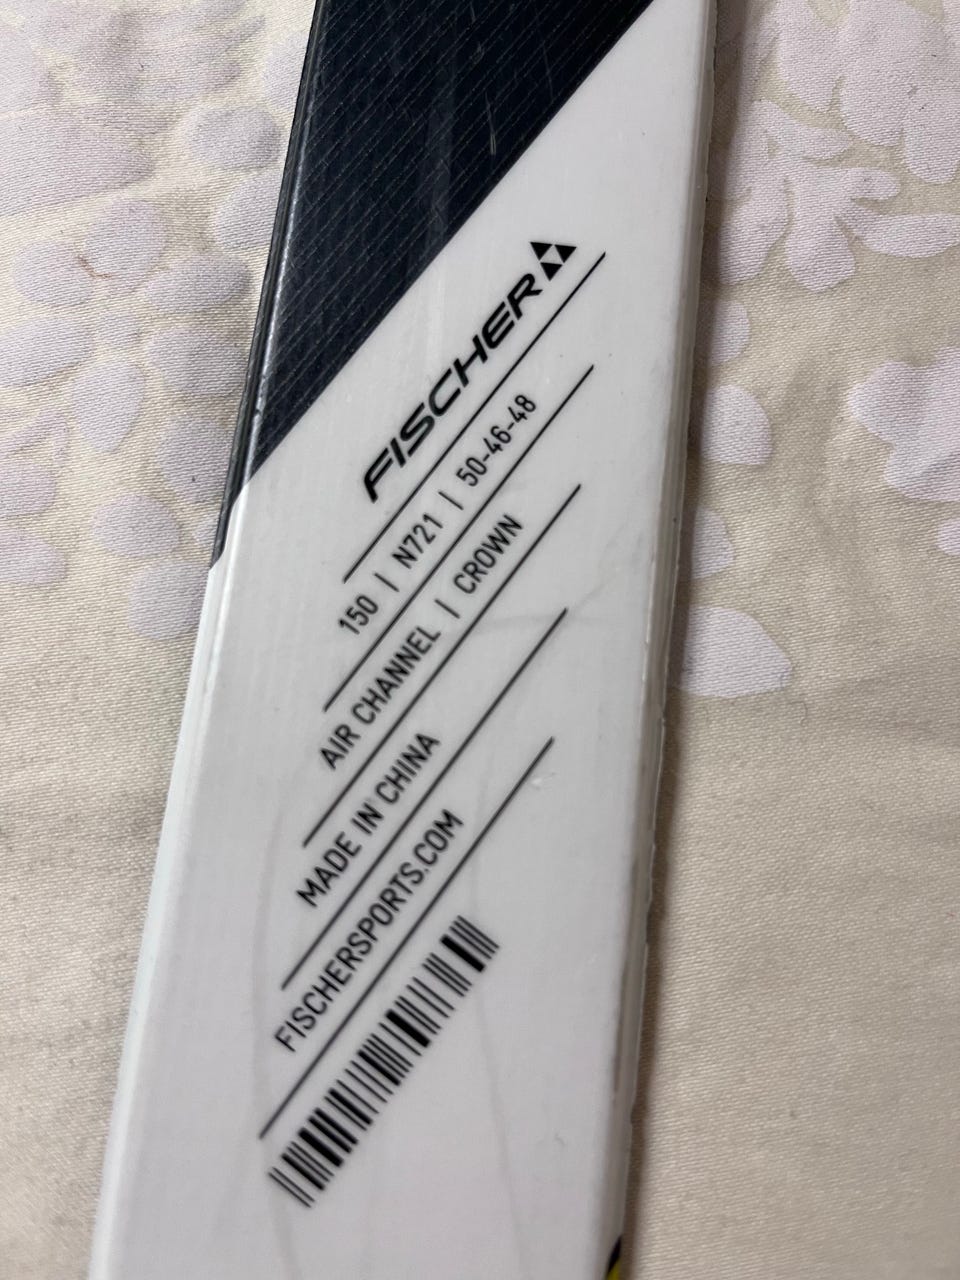 FISCHER
150 | N721 | 50-46-48
AIR CHANNEL | CROWN
MADE IN CHINA
FISCHERSPORTS.COM